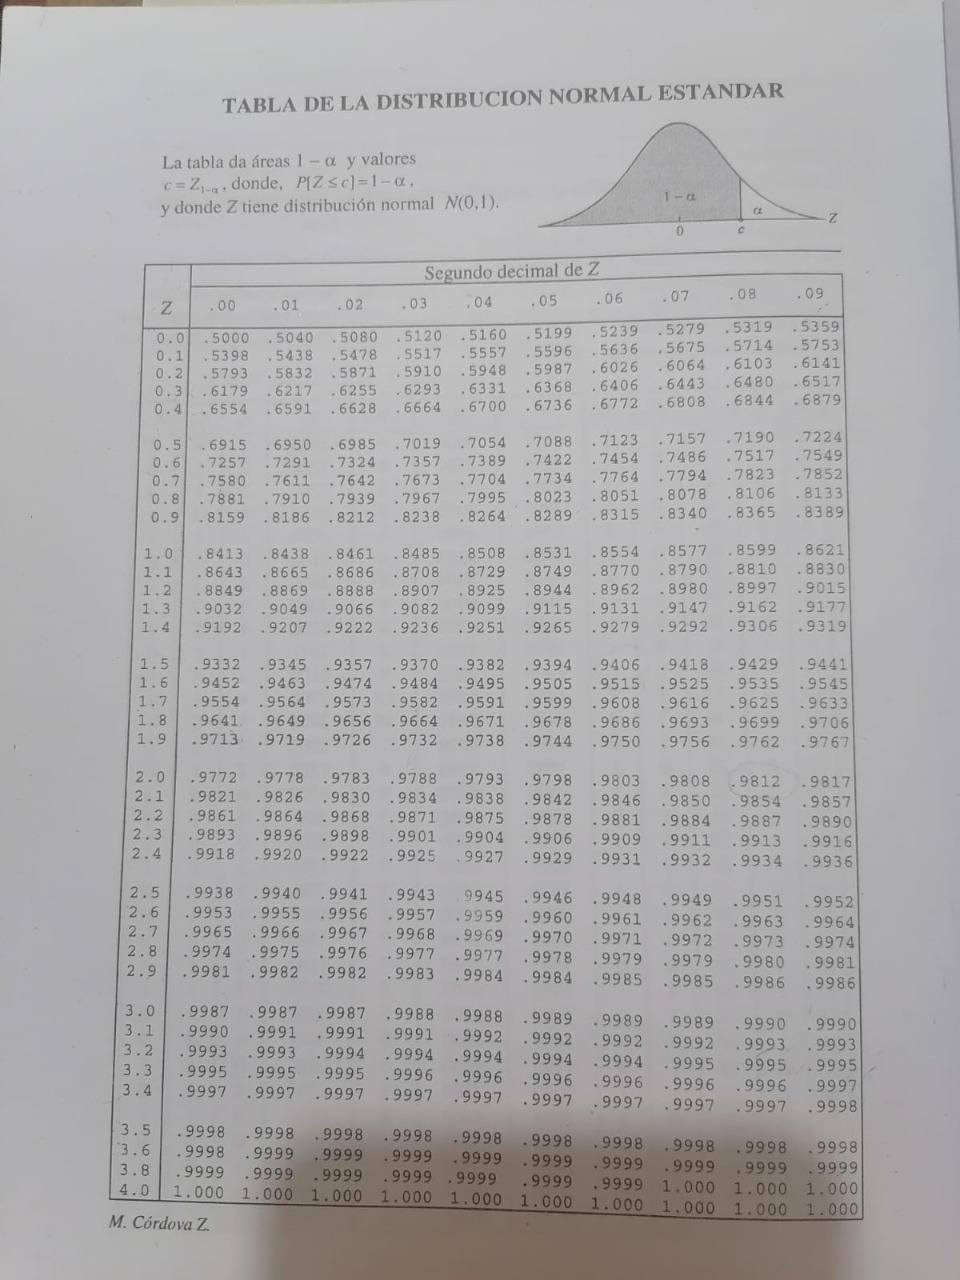 TABLA DE LA DISTRIBUCION NORMAL ESTANDAR
La tabla da áreas 1 − α y valores
c = Z₁₋α , donde, P[Z ≤ c] = 1 − α ,
y donde Z tiene distribución normal N(0,1).
1 − α
α
Z
0
c
Segundo decimal de Z
Z .00 .01 .02 .03 .04 .05 .06 .07 .08 .09
0.0 .5000 .5040 .5080 .5120 .5160 .5199 .5239 .5279 .5319 .5359
0.1 .5398 .5438 .5478 .5517 .5557 .5596 .5636 .5675 .5714 .5753
0.2 .5793 .5832 .5871 .5910 .5948 .5987 .6026 .6064 .6103 .6141
0.3 .6179 .6217 .6255 .6293 .6331 .6368 .6406 .6443 .6480 .6517
0.4 .6554 .6591 .6628 .6664 .6700 .6736 .6772 .6808 .6844 .6879
0.5 .6915 .6950 .6985 .7019 .7054 .7088 .7123 .7157 .7190 .7224
0.6 .7257 .7291 .7324 .7357 .7389 .7422 .7454 .7486 .7517 .7549
0.7 .7580 .7611 .7642 .7673 .7704 .7734 .7764 .7794 .7823 .7852
0.8 .7881 .7910 .7939 .7967 .7995 .8023 .8051 .8078 .8106 .8133
0.9 .8159 .8186 .8212 .8238 .8264 .8289 .8315 .8340 .8365 .8389
1.0 .8413 .8438 .8461 .8485 .8508 .8531 .8554 .8577 .8599 .8621
1.1 .8643 .8665 .8686 .8708 .8729 .8749 .8770 .8790 .8810 .8830
1.2 .8849 .8869 .8888 .8907 .8925 .8944 .8962 .8980 .8997 .9015
1.3 .9032 .9049 .9066 .9082 .9099 .9115 .9131 .9147 .9162 .9177
1.4 .9192 .9207 .9222 .9236 .9251 .9265 .9279 .9292 .9306 .9319
1.5 .9332 .9345 .9357 .9370 .9382 .9394 .9406 .9418 .9429 .9441
1.6 .9452 .9463 .9474 .9484 .9495 .9505 .9515 .9525 .9535 .9545
1.7 .9554 .9564 .9573 .9582 .9591 .9599 .9608 .9616 .9625 .9633
1.8 .9641 .9649 .9656 .9664 .9671 .9678 .9686 .9693 .9699 .9706
1.9 .9713 .9719 .9726 .9732 .9738 .9744 .9750 .9756 .9762 .9767
2.0 .9772 .9778 .9783 .9788 .9793 .9798 .9803 .9808 .9812 .9817
2.1 .9821 .9826 .9830 .9834 .9838 .9842 .9846 .9850 .9854 .9857
2.2 .9861 .9864 .9868 .9871 .9875 .9878 .9881 .9884 .9887 .9890
2.3 .9893 .9896 .9898 .9901 .9904 .9906 .9909 .9911 .9913 .9916
2.4 .9918 .9920 .9922 .9925 .9927 .9929 .9931 .9932 .9934 .9936
2.5 .9938 .9940 .9941 .9943 .9945 .9946 .9948 .9949 .9951 .9952
2.6 .9953 .9955 .9956 .9957 .9959 .9960 .9961 .9962 .9963 .9964
2.7 .9965 .9966 .9967 .9968 .9969 .9970 .9971 .9972 .9973 .9974
2.8 .9974 .9975 .9976 .9977 .9977 .9978 .9979 .9979 .9980 .9981
2.9 .9981 .9982 .9982 .9983 .9984 .9984 .9985 .9985 .9986 .9986
3.0 .9987 .9987 .9987 .9988 .9988 .9989 .9989 .9989 .9990 .9990
3.1 .9990 .9991 .9991 .9991 .9992 .9992 .9992 .9992 .9993 .9993
3.2 .9993 .9993 .9994 .9994 .9994 .9994 .9994 .9995 .9995 .9995
3.3 .9995 .9995 .9995 .9996 .9996 .9996 .9996 .9996 .9996 .9997
3.4 .9997 .9997 .9997 .9997 .9997 .9997 .9997 .9997 .9997 .9998
3.5 .9998 .9998 .9998 .9998 .9998 .9998 .9998 .9998 .9998 .9998
3.6 .9998 .9999 .9999 .9999 .9999 .9999 .9999 .9999 .9999 .9999
3.8 .9999 .9999 .9999 .9999 .9999 .9999 .9999 1.000 1.000 1.000
4.0 1.000 1.000 1.000 1.000 1.000 1.000 1.000 1.000 1.000 1.000
M. Córdova Z.